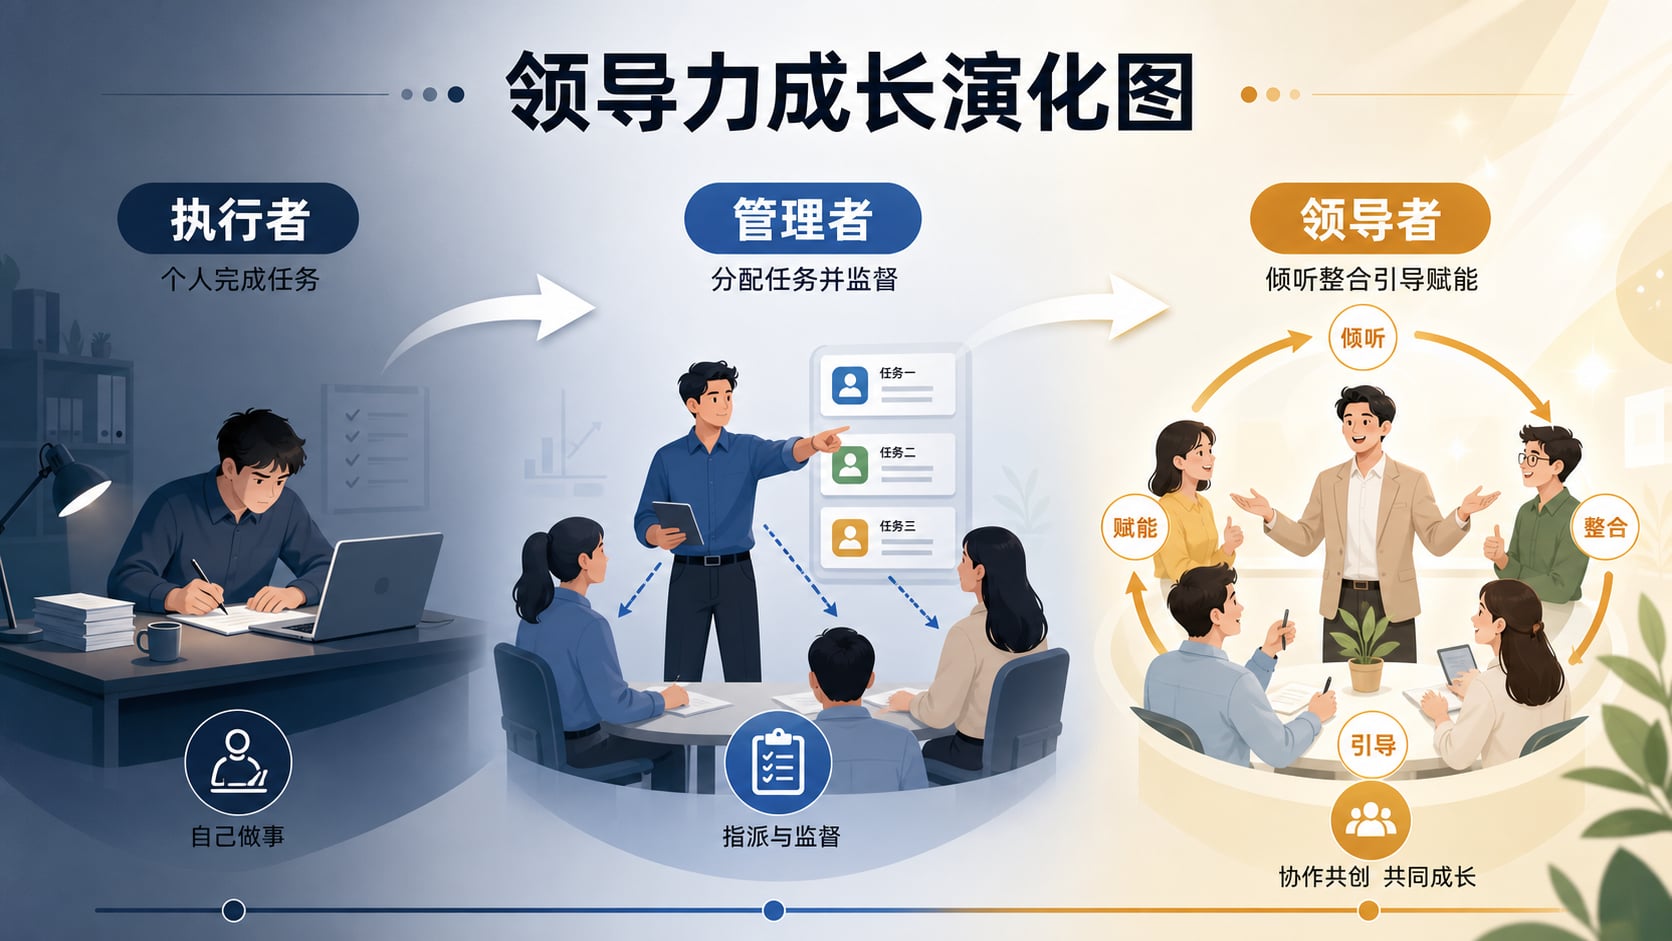 领导力成长演化图
执行者
个人完成任务
自己做事
管理者
分配任务并监督
任务一
任务二
任务三
指派与监督
领导者
倾听整合引导赋能
倾听
整合
引导
赋能
协作共创 共同成长